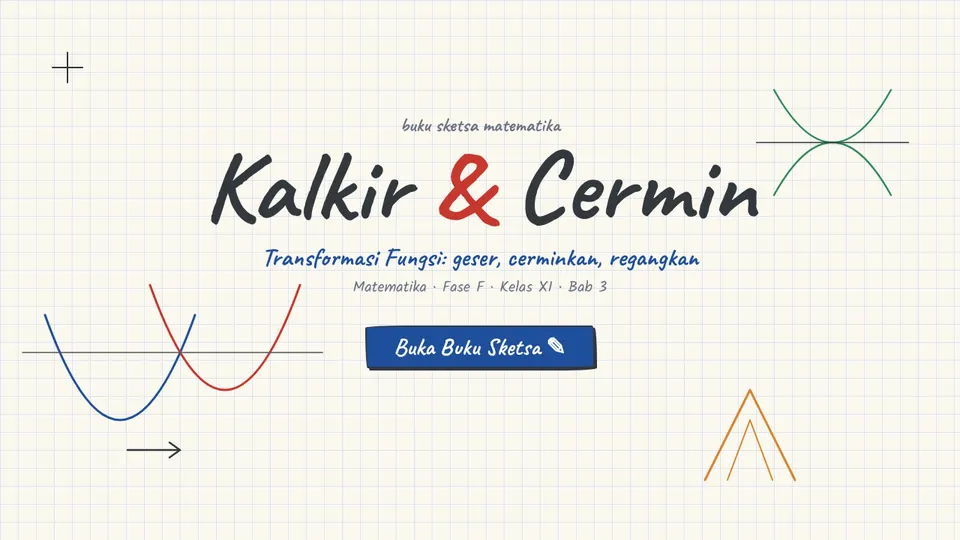 buku sketsa matematika
Kalkir & Cermin
Transformasi Fungsi: geser, cerminkan, regangkan
Matematika · Fase F · Kelas XI · Bab 3
Buka Buku Sketsa ✎